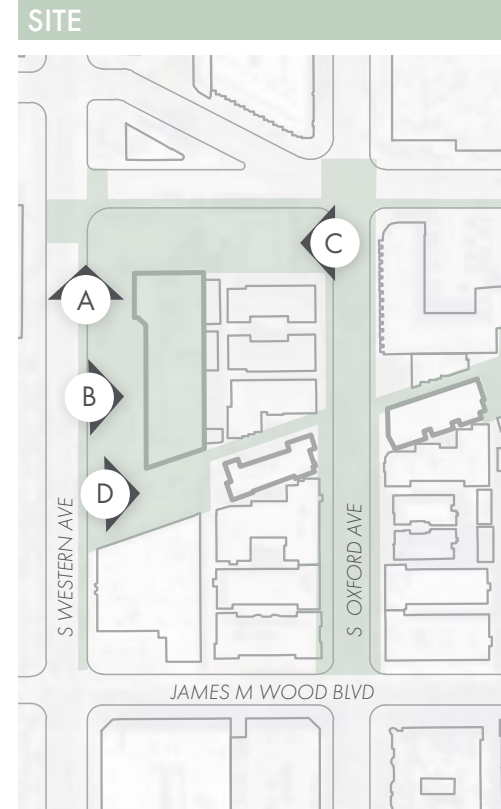 SITE
C
A
B
D
S WESTERN AVE
S OXFORD AVE
JAMES M WOOD BLVD